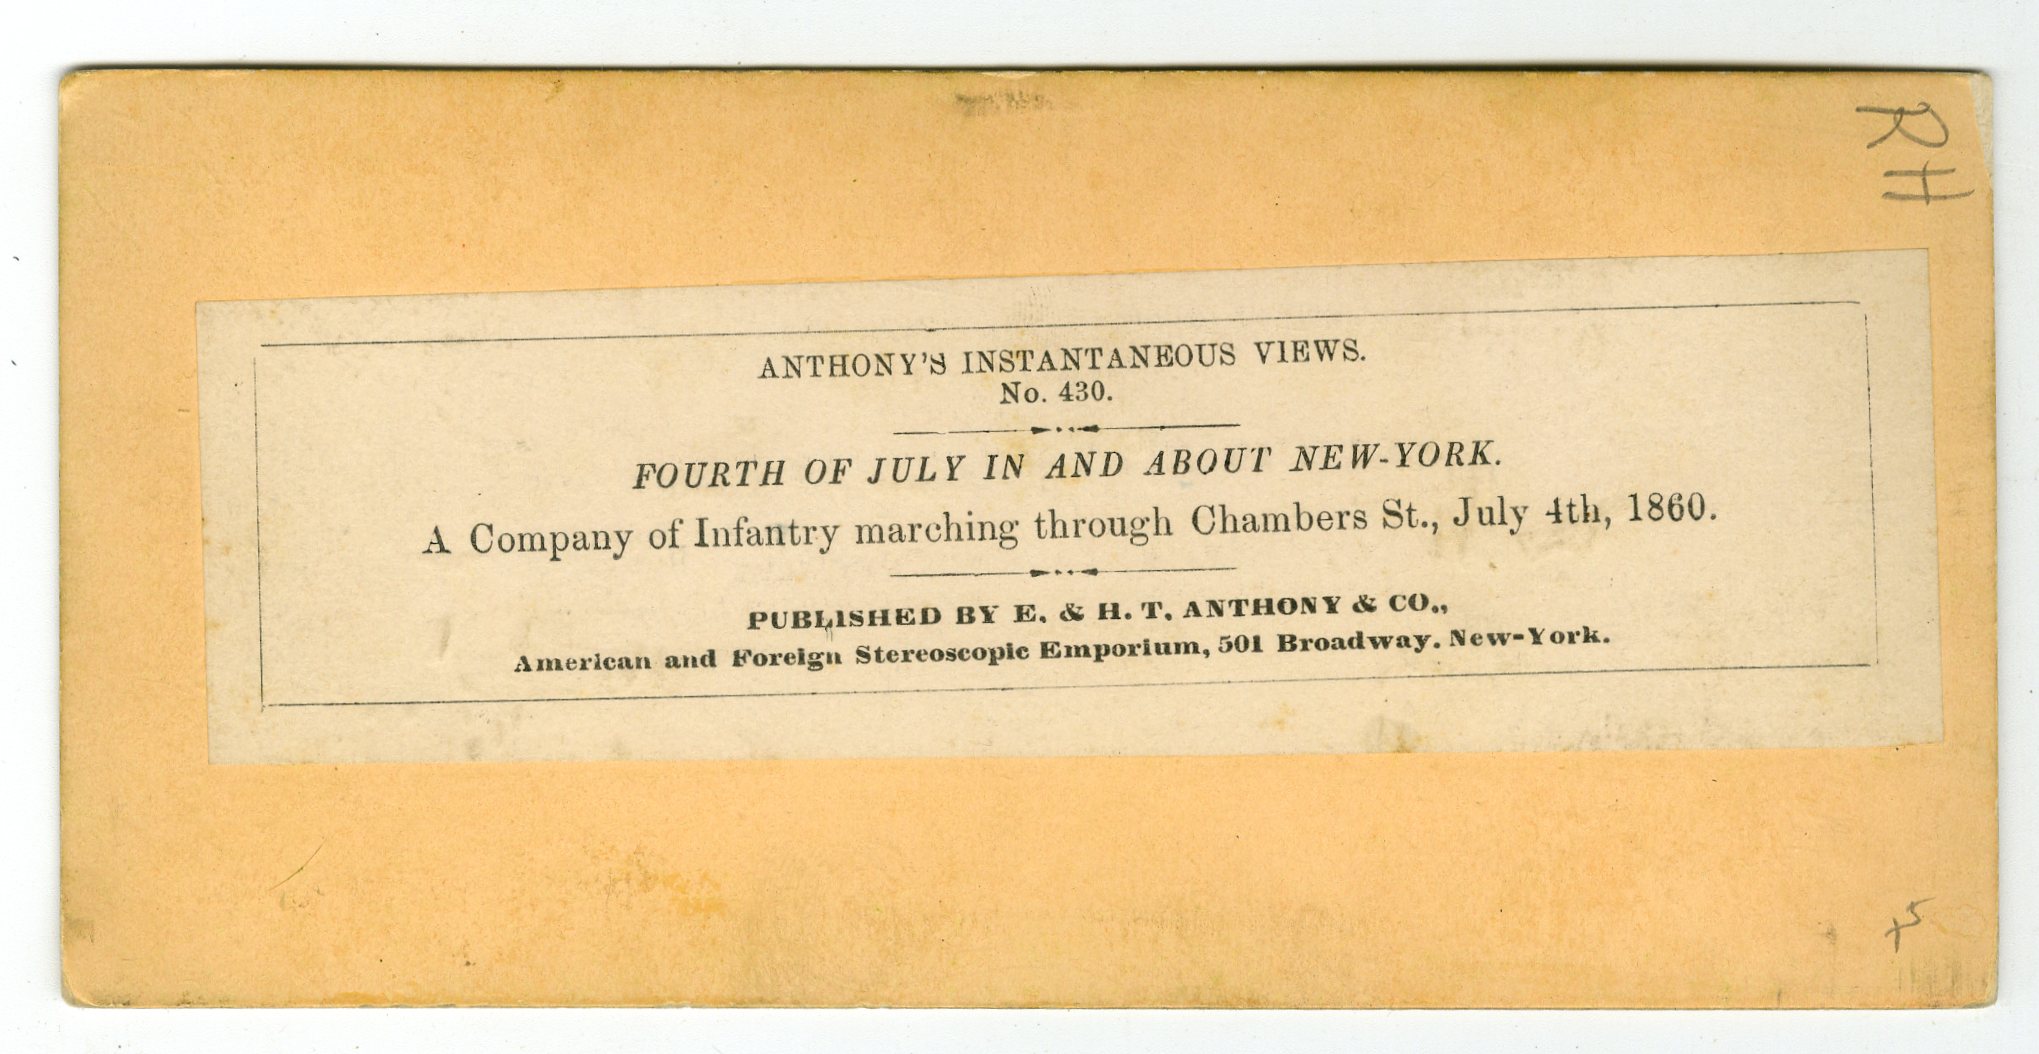 RH
ANTHONY'S INSTANTANEOUS VIEWS.
No. 430.
FOURTH OF JULY IN AND ABOUT NEW-YORK.
A Company of Infantry marching through Chambers St., July 4th, 1860.
PUBLISHED BY E. & H. T. ANTHONY & CO.,
American and Foreign Stereoscopic Emporium, 501 Broadway. New-York.